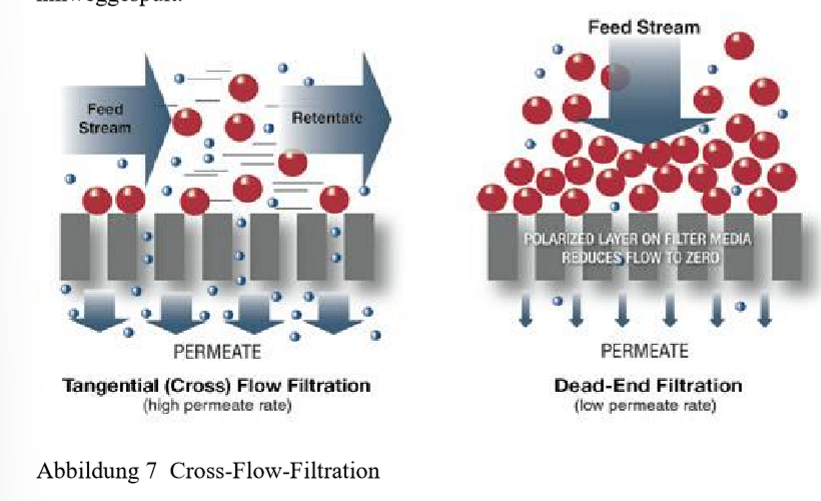 Feed
Stream
Retentate
PERMEATE
Tangential (Cross) Flow Filtration
(high permeate rate)
Feed Stream
POLARIZED LAYER ON FILTER MEDIA
REDUCES FLOW TO ZERO
PERMEATE
Dead-End Filtration
(low permeate rate)
Abbildung 7 Cross-Flow-Filtration